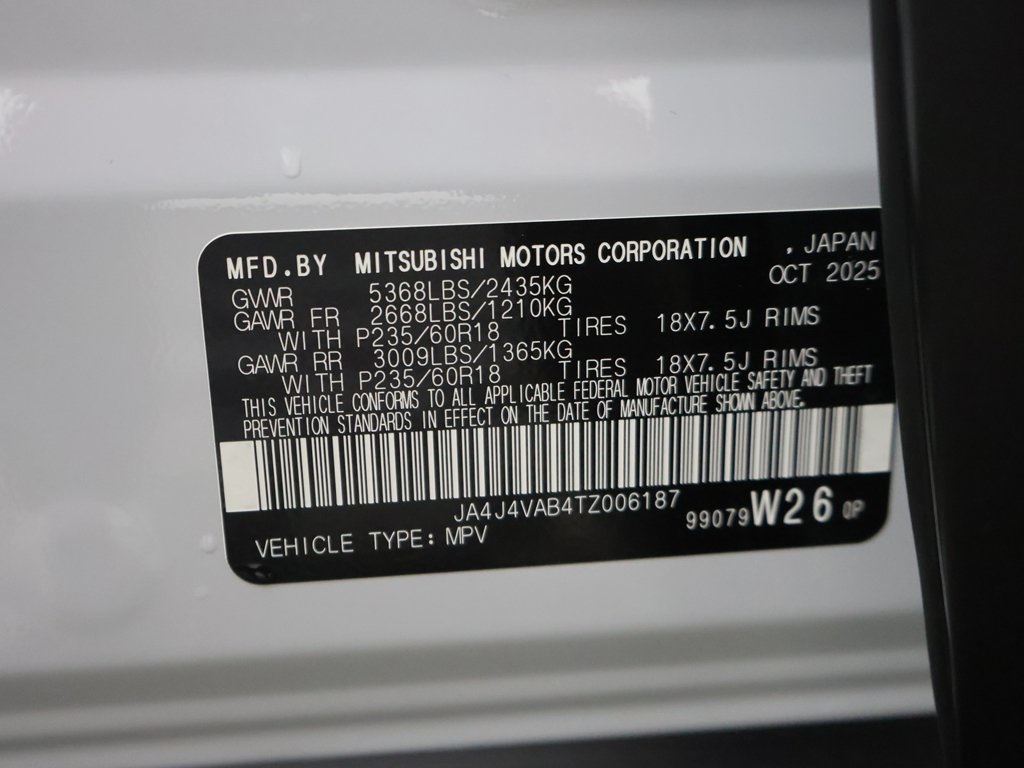 MFD.BY MITSUBISHI MOTORS CORPORATION , JAPAN
OCT 2025
GVWR 5368LBS/2435KG
GAWR FR 2668LBS/1210KG
WITH P235/60R18 TIRES 18X7.5J RIMS
GAWR RR 3009LBS/1365KG
WITH P235/60R18 TIRES 18X7.5J RIMS
THIS VEHICLE CONFORMS TO ALL APPLICABLE FEDERAL MOTOR VEHICLE SAFETY AND THEFT
PREVENTION STANDARDS IN EFFECT ON THE DATE OF MANUFACTURE SHOWN ABOVE.
JA4J4VAB4TZ006187
99079 W26 0P
VEHICLE TYPE: MPV